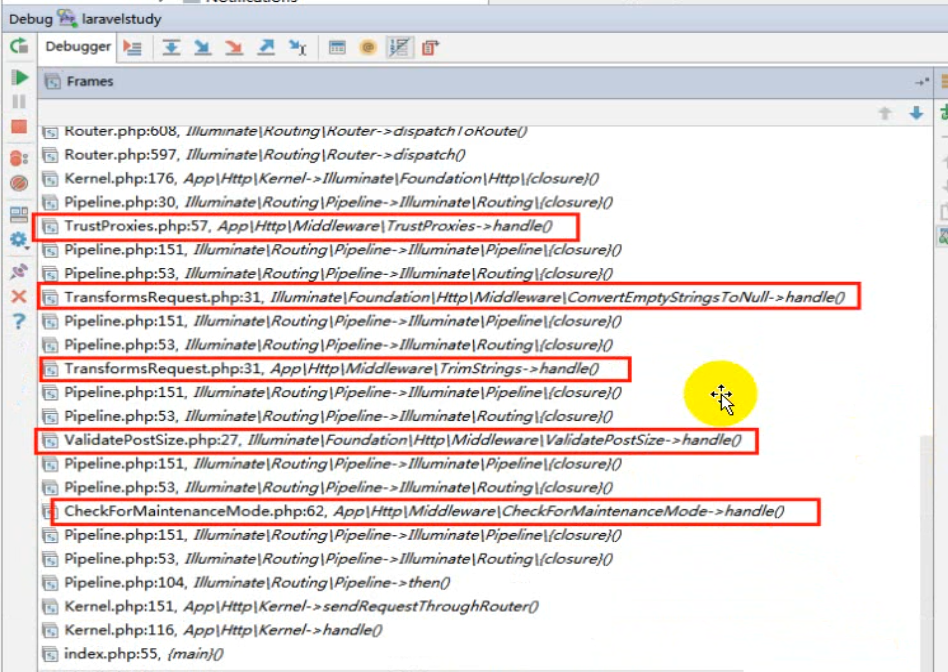 Debug laravelstudy
Debugger
Frames
Router.php:608, Illuminate\Routing\Router->dispatchToRoute()
Router.php:597, Illuminate\Routing\Router->dispatch()
Kernel.php:176, App\Http\Kernel->Illuminate\Foundation\Http\{closure}()
Pipeline.php:30, Illuminate\Routing\Pipeline->Illuminate\Routing\{closure}()
TrustProxies.php:57, App\Http\Middleware\TrustProxies->handle()
Pipeline.php:151, Illuminate\Routing\Pipeline->Illuminate\Pipeline\{closure}()
Pipeline.php:53, Illuminate\Routing\Pipeline->Illuminate\Routing\{closure}()
TransformsRequest.php:31, Illuminate\Foundation\Http\Middleware\ConvertEmptyStringsToNull->handle()
Pipeline.php:151, Illuminate\Routing\Pipeline->Illuminate\Pipeline\{closure}()
Pipeline.php:53, Illuminate\Routing\Pipeline->Illuminate\Routing\{closure}()
TransformsRequest.php:31, App\Http\Middleware\TrimStrings->handle()
Pipeline.php:151, Illuminate\Routing\Pipeline->Illuminate\Pipeline\{closure}()
Pipeline.php:53, Illuminate\Routing\Pipeline->Illuminate\Routing\{closure}()
ValidatePostSize.php:27, Illuminate\Foundation\Http\Middleware\ValidatePostSize->handle()
Pipeline.php:151, Illuminate\Routing\Pipeline->Illuminate\Pipeline\{closure}()
Pipeline.php:53, Illuminate\Routing\Pipeline->Illuminate\Routing\{closure}()
CheckForMaintenanceMode.php:62, App\Http\Middleware\CheckForMaintenanceMode->handle()
Pipeline.php:151, Illuminate\Routing\Pipeline->Illuminate\Pipeline\{closure}()
Pipeline.php:53, Illuminate\Routing\Pipeline->Illuminate\Routing\{closure}()
Pipeline.php:104, Illuminate\Routing\Pipeline->then()
Kernel.php:151, App\Http\Kernel->sendRequestThroughRouter()
Kernel.php:116, App\Http\Kernel->handle()
index.php:55, {main}()